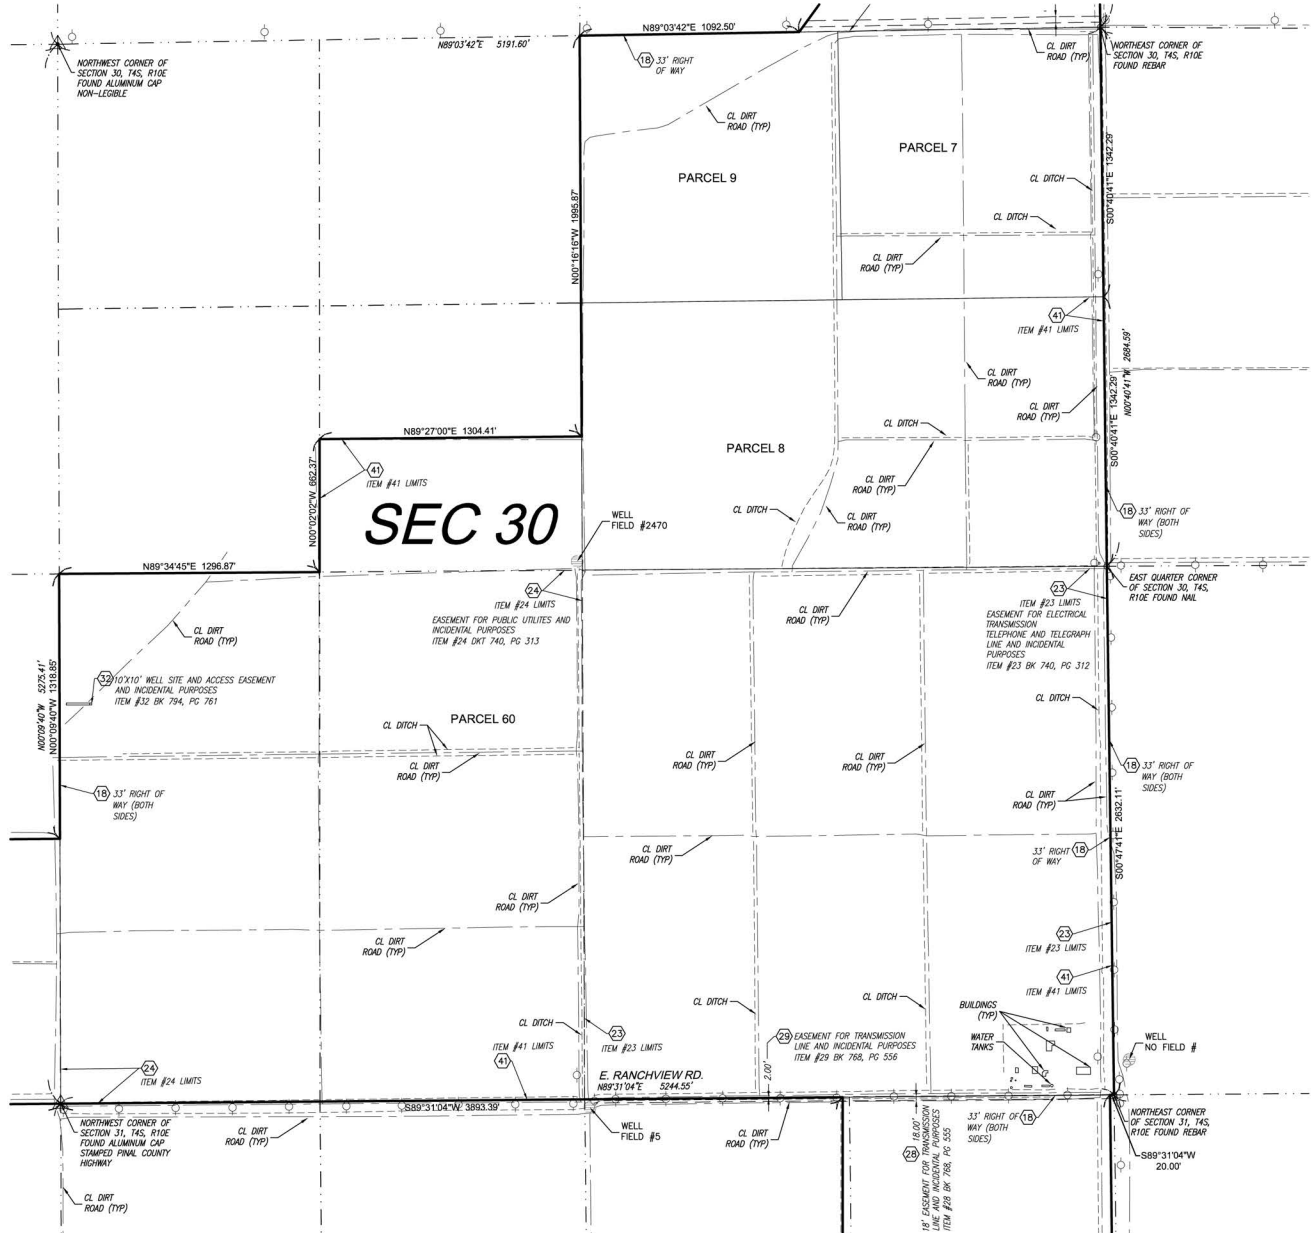 N89°03'42"E 5191.60'
N89°03'42"E 1092.50'
18 33' RIGHT
OF WAY
CL DIRT
ROAD (TYP)
NORTHEAST CORNER OF
SECTION 30, T4S, R10E
FOUND REBAR
NORTHWEST CORNER OF
SECTION 30, T4S, R10E
FOUND ALUMINUM CAP
NON-LEGIBLE
CL DIRT
ROAD (TYP)
PARCEL 7
PARCEL 9
S00°40'41"E 1342.29'
CL DITCH
CL DITCH
N00°16'16"W 1995.87'
CL DIRT
ROAD (TYP)
41
ITEM #41 LIMITS
N00°40'41"W 2684.59'
CL DIRT
ROAD (TYP)
CL DIRT
ROAD (TYP)
S00°40'41"E 1342.29'
N89°27'00"E 1304.41'
CL DITCH
PARCEL 8
41
ITEM #41 LIMITS
N00°02'02"W 662.37'
CL DIRT
ROAD (TYP)
SEC 30
WELL
FIELD #2470
CL DITCH
CL DIRT
ROAD (TYP)
18 33' RIGHT OF
WAY (BOTH
SIDES)
N89°34'45"E 1296.87'
EAST QUARTER CORNER
OF SECTION 30, T4S,
R10E FOUND NAIL
24
ITEM #24 LIMITS
EASEMENT FOR PUBLIC UTILITES AND
INCIDENTAL PURPOSES
ITEM #24 DKT 740, PG 313
CL DIRT
ROAD (TYP)
23
ITEM #23 LIMITS
EASEMENT FOR ELECTRICAL
TRANSMISSION
TELEPHONE AND TELEGRAPH
LINE AND INCIDENTAL
PURPOSES
ITEM #23 BK 740, PG 312
CL DIRT
ROAD (TYP)
N00°09'40"W 5275.41'
N00°09'40"W 1318.85'
32 10'X10' WELL SITE AND ACCESS EASEMENT
AND INCIDENTAL PURPOSES
ITEM #32 BK 794, PG 761
CL DITCH
PARCEL 60
CL DITCH
CL DIRT
ROAD (TYP)
CL DIRT
ROAD (TYP)
CL DIRT
ROAD (TYP)
18 33' RIGHT OF
WAY (BOTH
SIDES)
18 33' RIGHT OF
WAY (BOTH
SIDES)
CL DIRT
ROAD (TYP)
S00°47'41"E 2632.11'
CL DIRT
ROAD (TYP)
33' RIGHT 18
OF WAY
CL DIRT
ROAD (TYP)
CL DIRT
ROAD (TYP)
23
ITEM #23 LIMITS
41
ITEM #41 LIMITS
CL DITCH
CL DITCH
BUILDINGS
(TYP)
CL DITCH
23
ITEM #23 LIMITS
29 EASEMENT FOR TRANSMISSION
LINE AND INCIDENTAL PURPOSES
ITEM #29 BK 768, PG 556
WATER
TANKS
WELL
NO FIELD #
ITEM #41 LIMITS
41
24
ITEM #24 LIMITS
2.00'
E. RANCHVIEW RD.
N89°31'04"E 5244.55'
S89°31'04"W 3893.39'
NORTHWEST CORNER OF
SECTION 31, T4S, R10E
FOUND ALUMINUM CAP
STAMPED PINAL COUNTY
HIGHWAY
CL DIRT
ROAD (TYP)
WELL
FIELD #5
CL DIRT
ROAD (TYP)
28 18.00'
18' EASEMENT FOR TRANSMISSION
LINE AND INCIDENTAL PURPOSES
ITEM #28 BK 768, PG 555
33' RIGHT OF 18
WAY (BOTH
SIDES)
NORTHEAST CORNER
OF SECTION 31, T4S,
R10E FOUND REBAR
S89°31'04"W
20.00'
CL DIRT
ROAD (TYP)